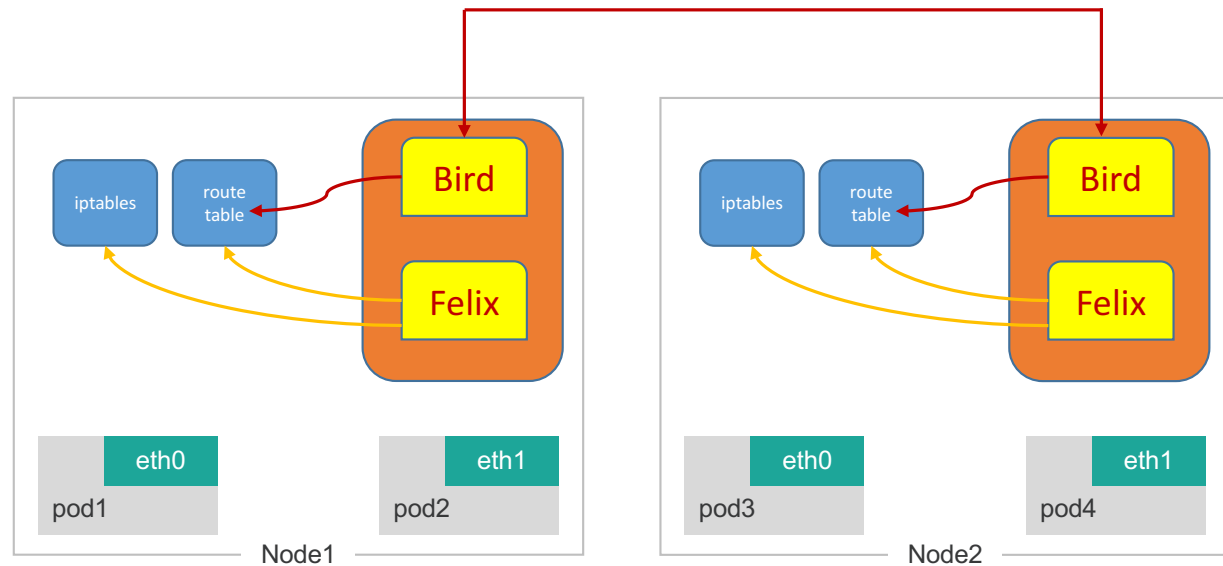 Bird
iptables
route
table
Felix
eth0
pod1
eth1
pod2
Node1
Bird
iptables
route
table
Felix
eth0
pod3
eth1
pod4
Node2